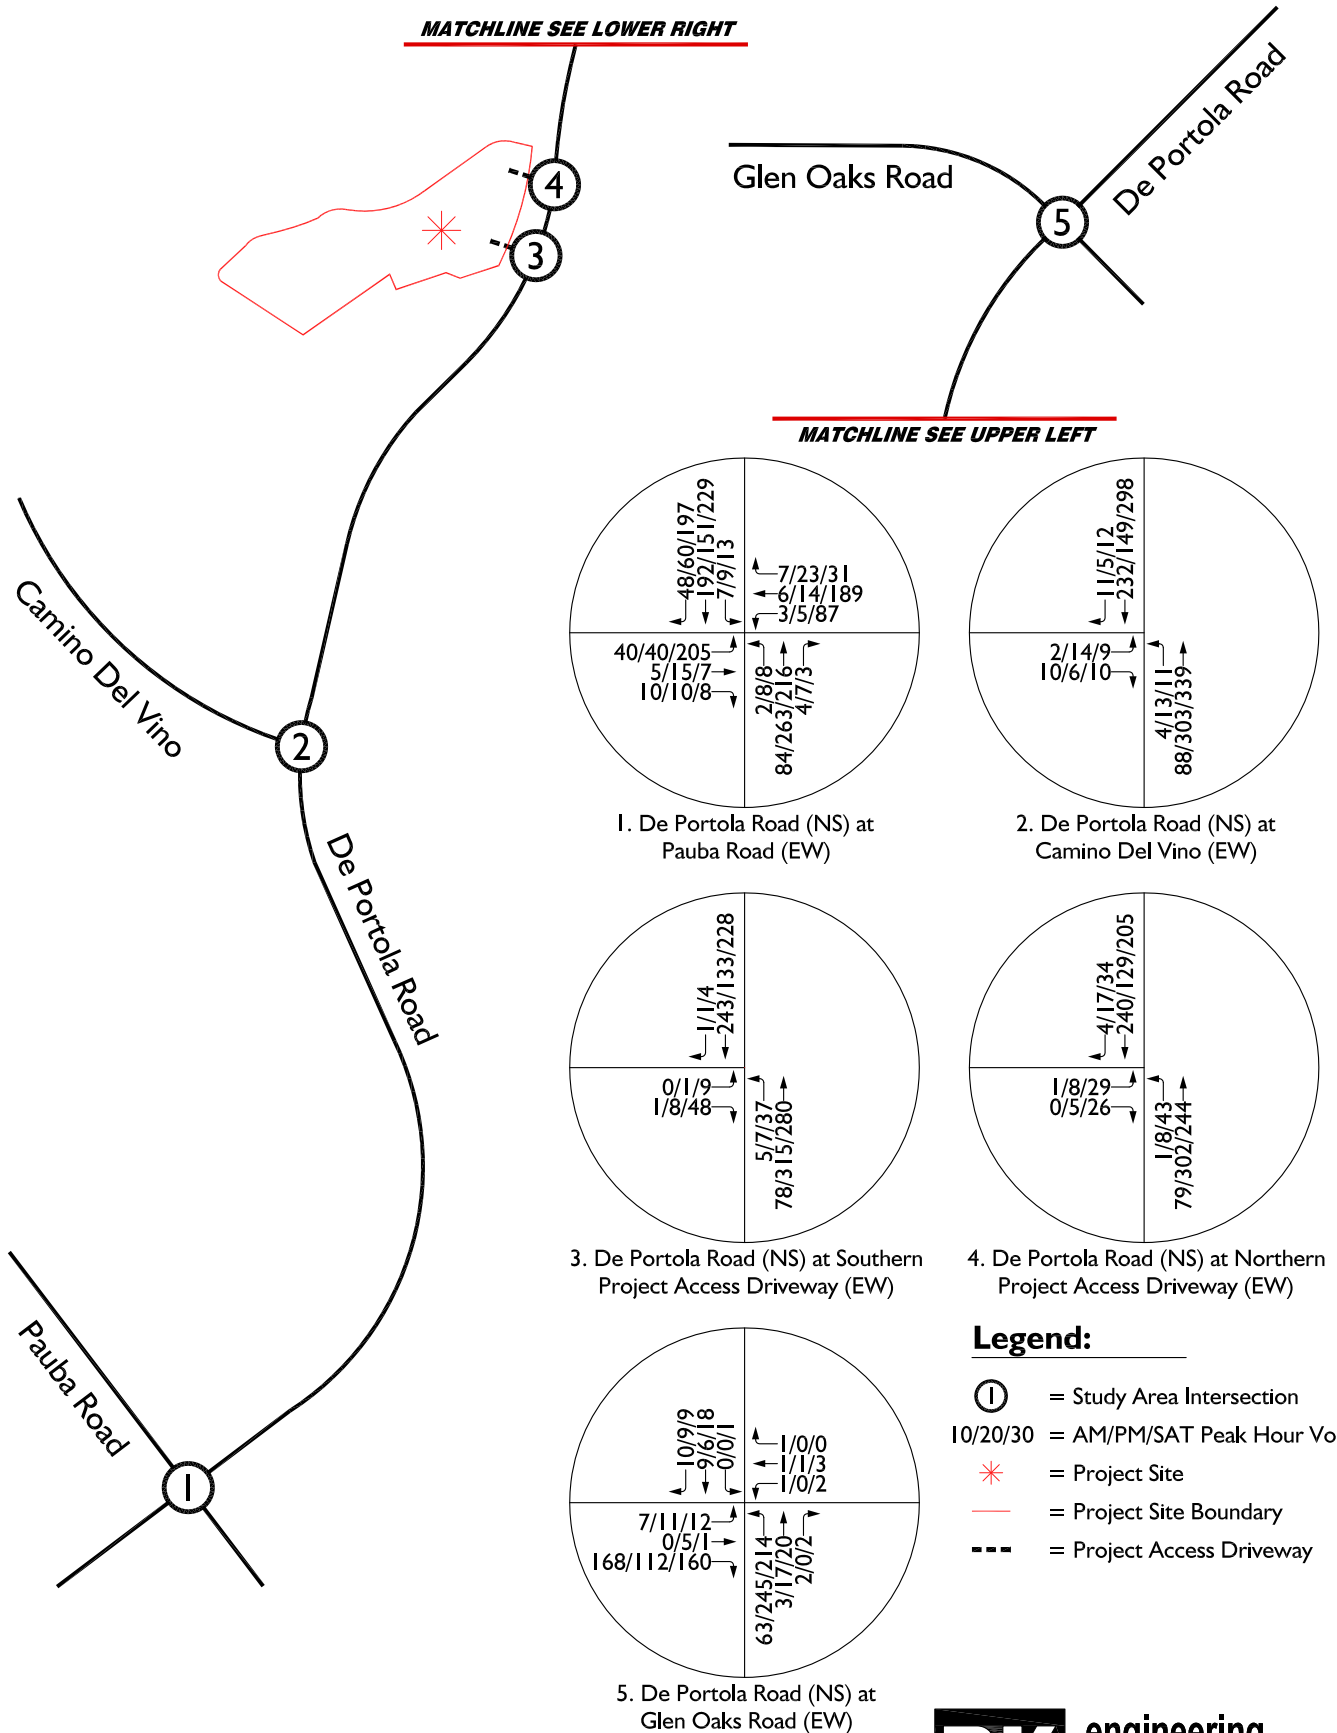 MATCHLINE SEE LOWER RIGHT
De Portola Road
Glen Oaks Road
4
5
3
MATCHLINE SEE UPPER LEFT
Camino Del Vino
2
De Portola Road
Pauba Road
1
48/60/197
192/151/229
7/9/13
7/23/31
6/14/189
3/5/87
40/40/205
5/15/7
10/10/8
2/8/8
84/263/216
4/7/3
1. De Portola Road (NS) at
Pauba Road (EW)
11/5/12
232/149/298
2/14/9
10/6/10
4/13/11
88/303/339
2. De Portola Road (NS) at
Camino Del Vino (EW)
1/1/4
243/133/228
0/1/9
1/8/48
5/7/37
78/315/280
3. De Portola Road (NS) at Southern
Project Access Driveway (EW)
4/17/34
240/129/205
1/8/29
0/5/26
1/8/43
79/302/244
4. De Portola Road (NS) at Northern
Project Access Driveway (EW)
10/9/9
9/6/18
0/0/1
1/0/0
1/1/3
1/0/2
7/11/12
0/5/1
168/112/160
63/245/214
3/17/20
2/0/2
5. De Portola Road (NS) at
Glen Oaks Road (EW)
Legend:
1 = Study Area Intersection
10/20/30 = AM/PM/SAT Peak Hour Vo
= Project Site
= Project Site Boundary
= Project Access Driveway
engineering